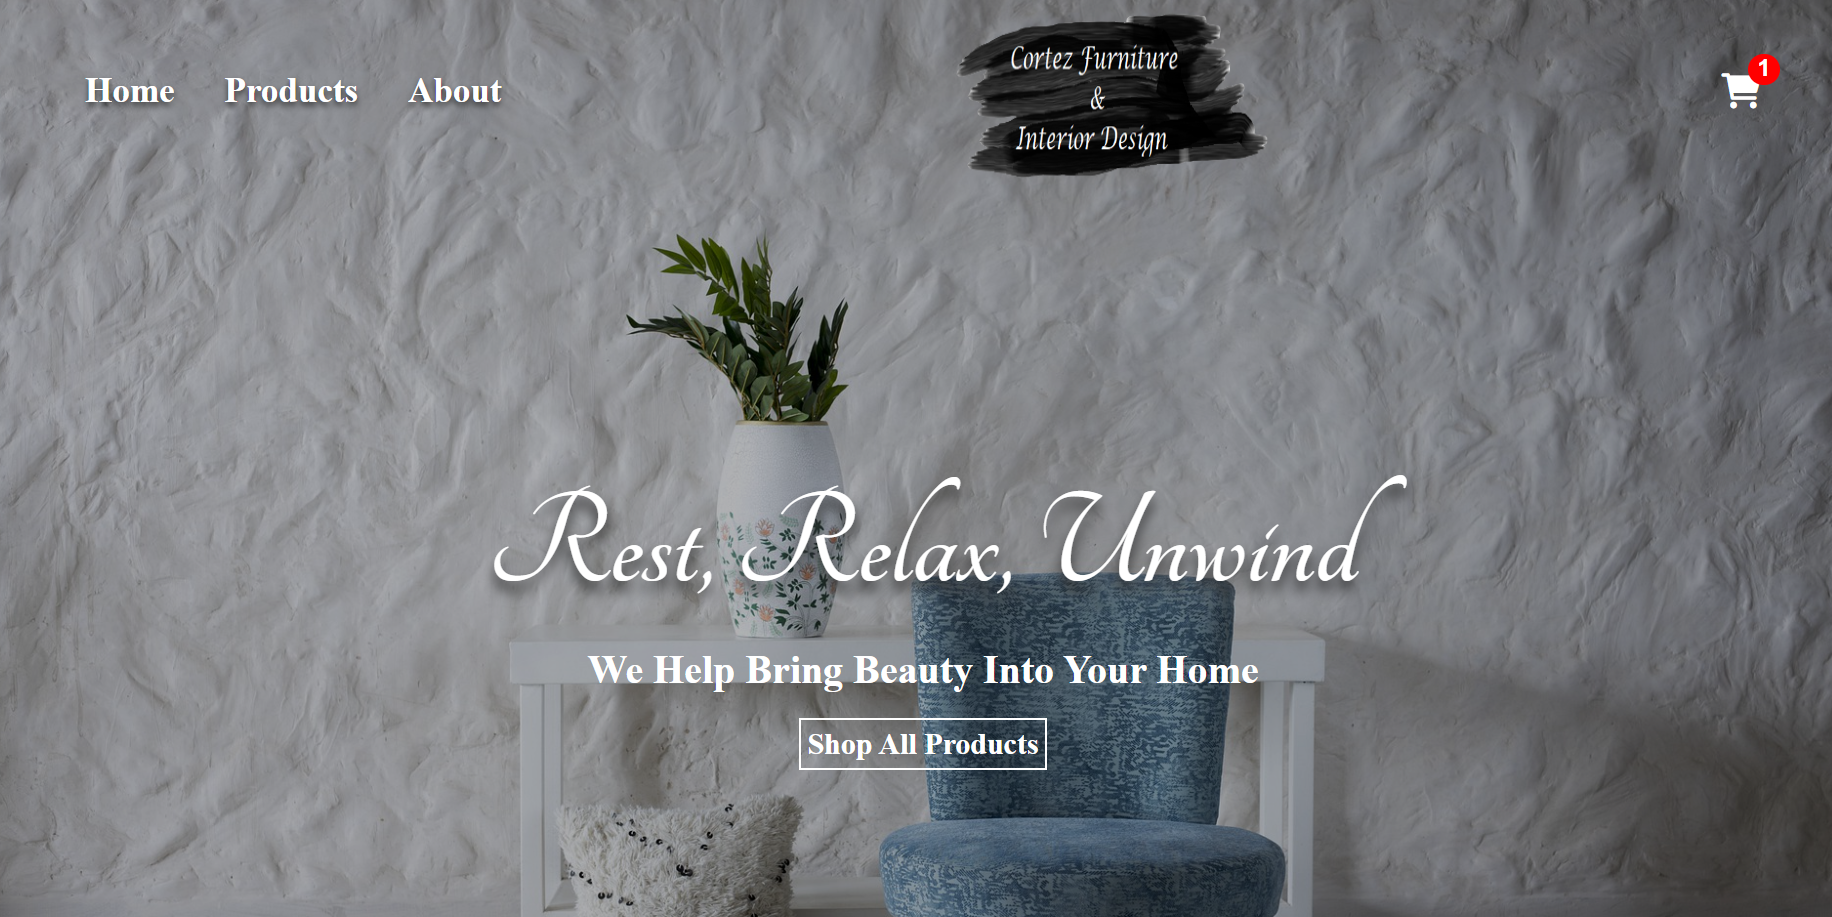 Home Products About
Cortez Furniture
&
Interior Design
1
Rest, Relax, Unwind
We Help Bring Beauty Into Your Home
Shop All Products